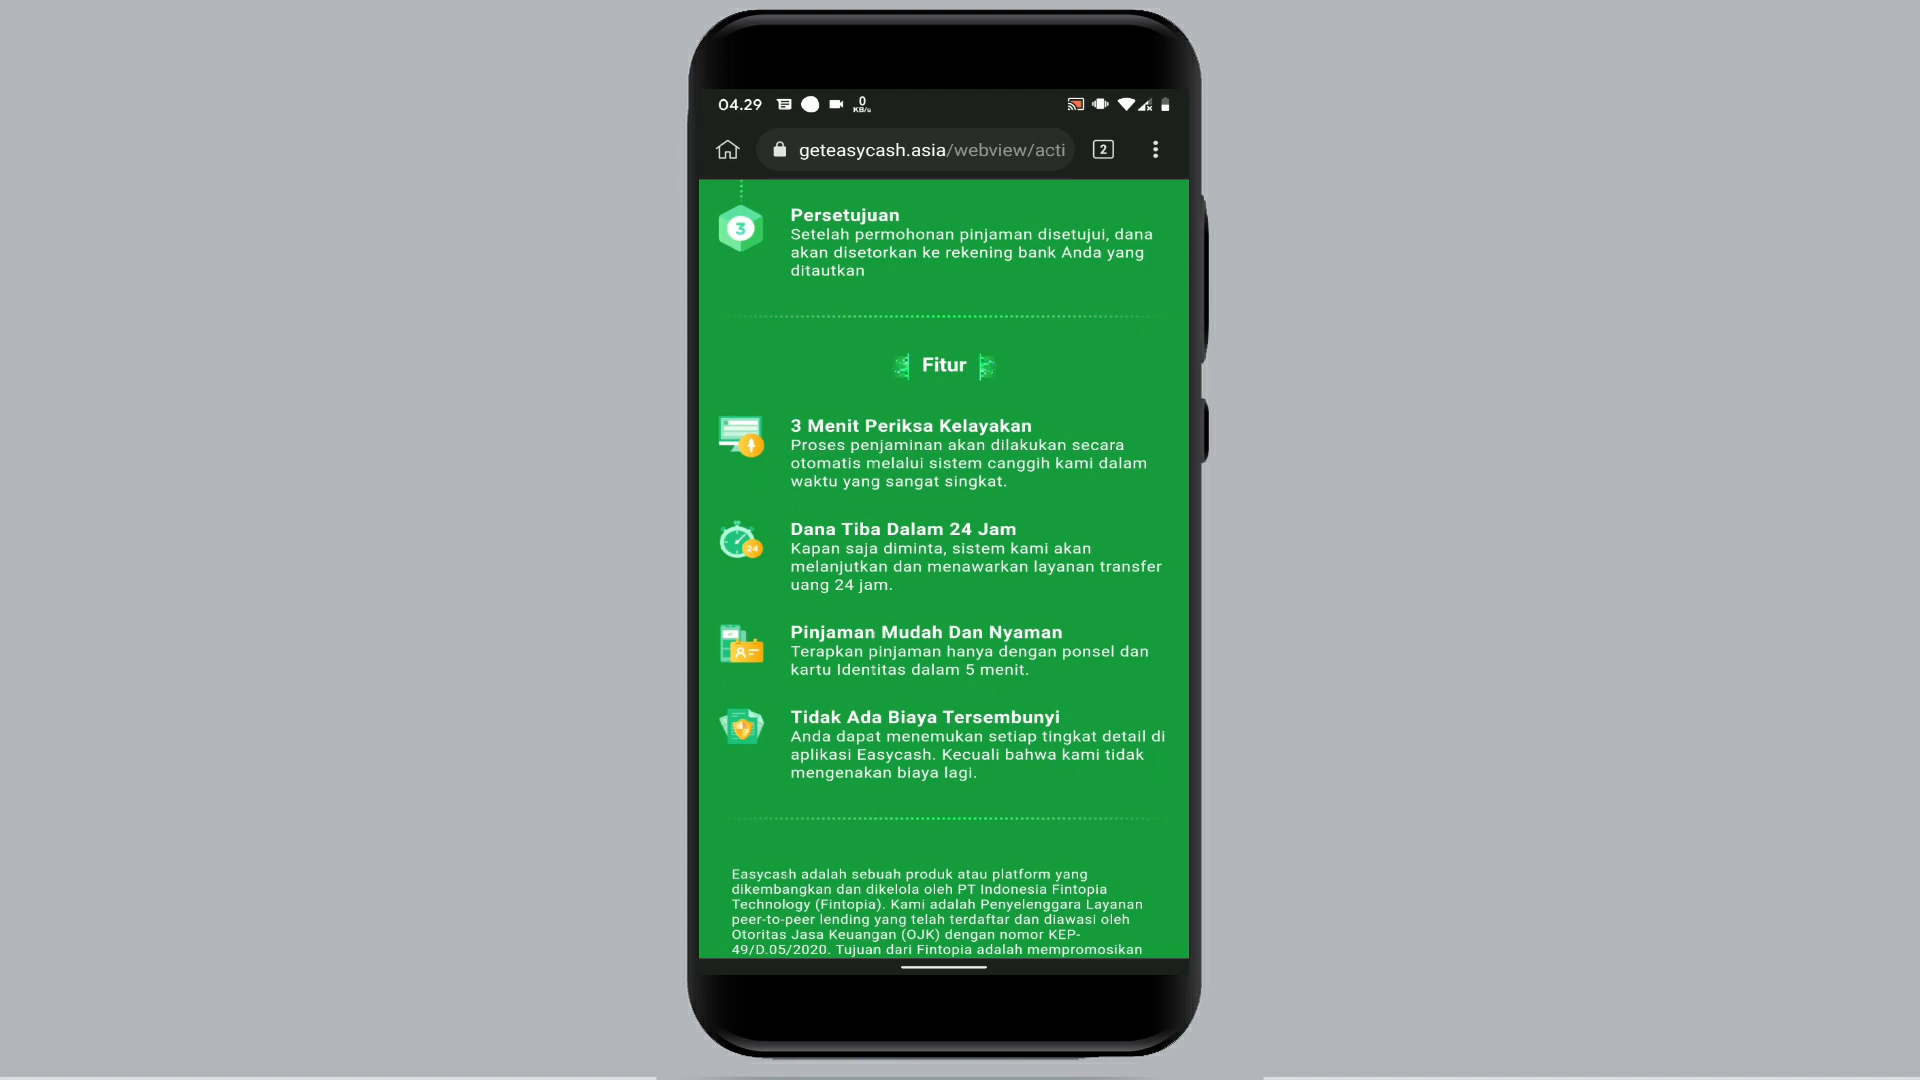 04.29
0
KB/s
geteasycash.asia/webview/acti
2
3
Persetujuan
Setelah permohonan pinjaman disetujui, dana
akan disetorkan ke rekening bank Anda yang
ditautkan
Fitur
3 Menit Periksa Kelayakan
Proses penjaminan akan dilakukan secara
otomatis melalui sistem canggih kami dalam
waktu yang sangat singkat.
24
Dana Tiba Dalam 24 Jam
Kapan saja diminta, sistem kami akan
melanjutkan dan menawarkan layanan transfer
uang 24 jam.
Pinjaman Mudah Dan Nyaman
Terapkan pinjaman hanya dengan ponsel dan
kartu Identitas dalam 5 menit.
Tidak Ada Biaya Tersembunyi
Anda dapat menemukan setiap tingkat detail di
aplikasi Easycash. Kecuali bahwa kami tidak
mengenakan biaya lagi.
Easycash adalah sebuah produk atau platform yang
dikembangkan dan dikelola oleh PT Indonesia Fintopia
Technology (Fintopia). Kami adalah Penyelenggara Layanan
peer-to-peer lending yang telah terdaftar dan diawasi oleh
Otoritas Jasa Keuangan (OJK) dengan nomor KEP-
49/D.05/2020. Tujuan dari Fintopia adalah mempromosikan